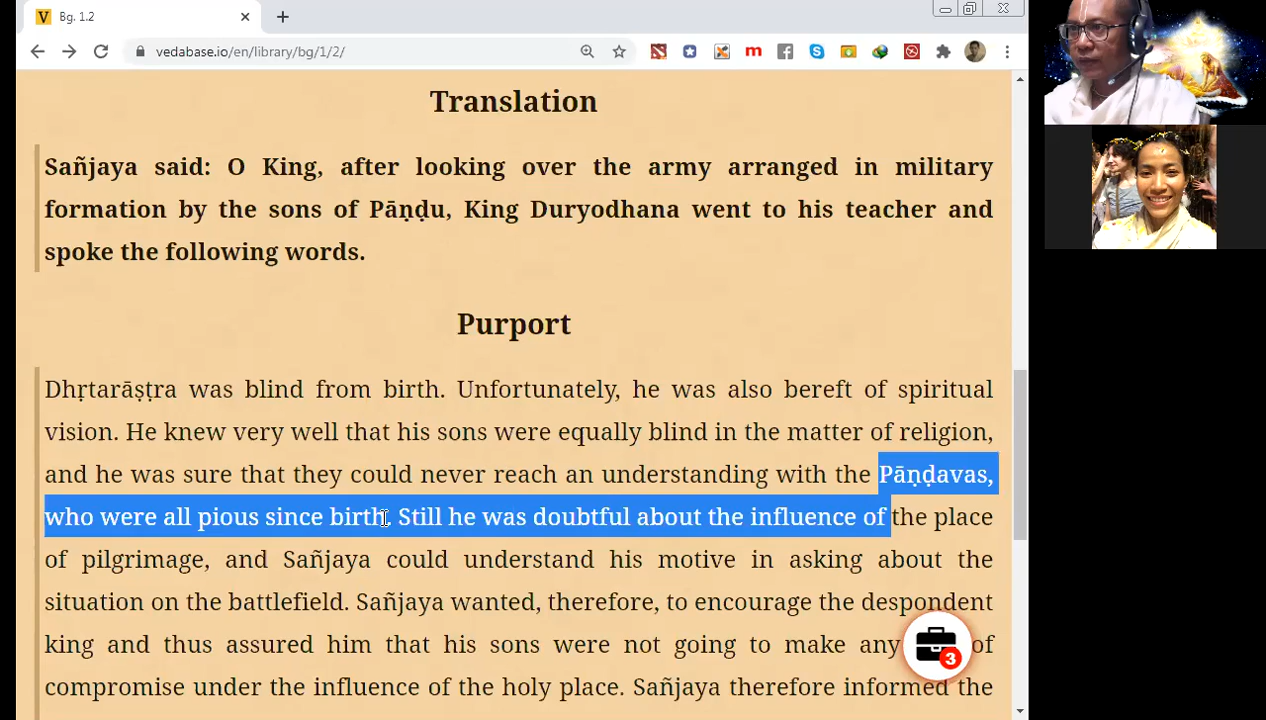 Bg. 1.2
vedabase.io/en/library/bg/1/2/
Translation
Sañjaya said: O King, after looking over the army arranged in military
formation by the sons of Pāṇḍu, King Duryodhana went to his teacher and
spoke the following words.
Purport
Dhṛtarāṣṭra was blind from birth. Unfortunately, he was also bereft of spiritual
vision. He knew very well that his sons were equally blind in the matter of religion,
and he was sure that they could never reach an understanding with the Pāṇḍavas,
who were all pious since birth. Still he was doubtful about the influence of the place
of pilgrimage, and Sañjaya could understand his motive in asking about the
situation on the battlefield. Sañjaya wanted, therefore, to encourage the despondent
king and thus assured him that his sons were not going to make any of
3
compromise under the influence of the holy place. Sañjaya therefore informed the